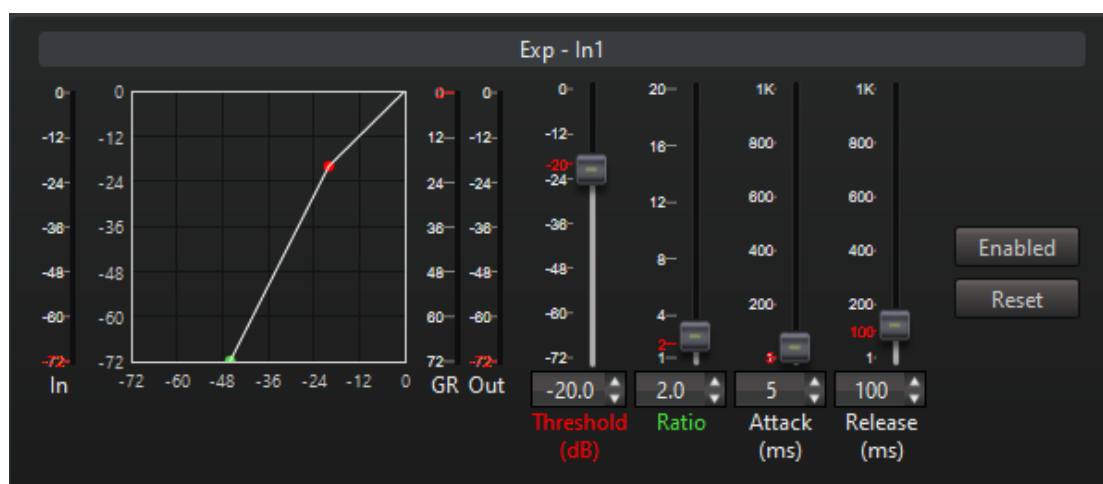 Exp - In1
0 0 0 0 0 20 1K 1K
-12 -12 12 -12 -12 16 800 800
-20
-24 -24 24 -24 -24 12 600 600
-36 -36 36 -36 -36
-48 -48 48 -48 -48 8 400 400
Enabled
-60 -60 60 -60 -60 4 200 200
Reset
2 100
-72 -72 72 -72 -72 1 5 1
-72 -60 -48 -36 -24 -12 0
In GR Out
-20.0 2.0 5 100
Threshold Ratio Attack Release
(dB) (ms) (ms)